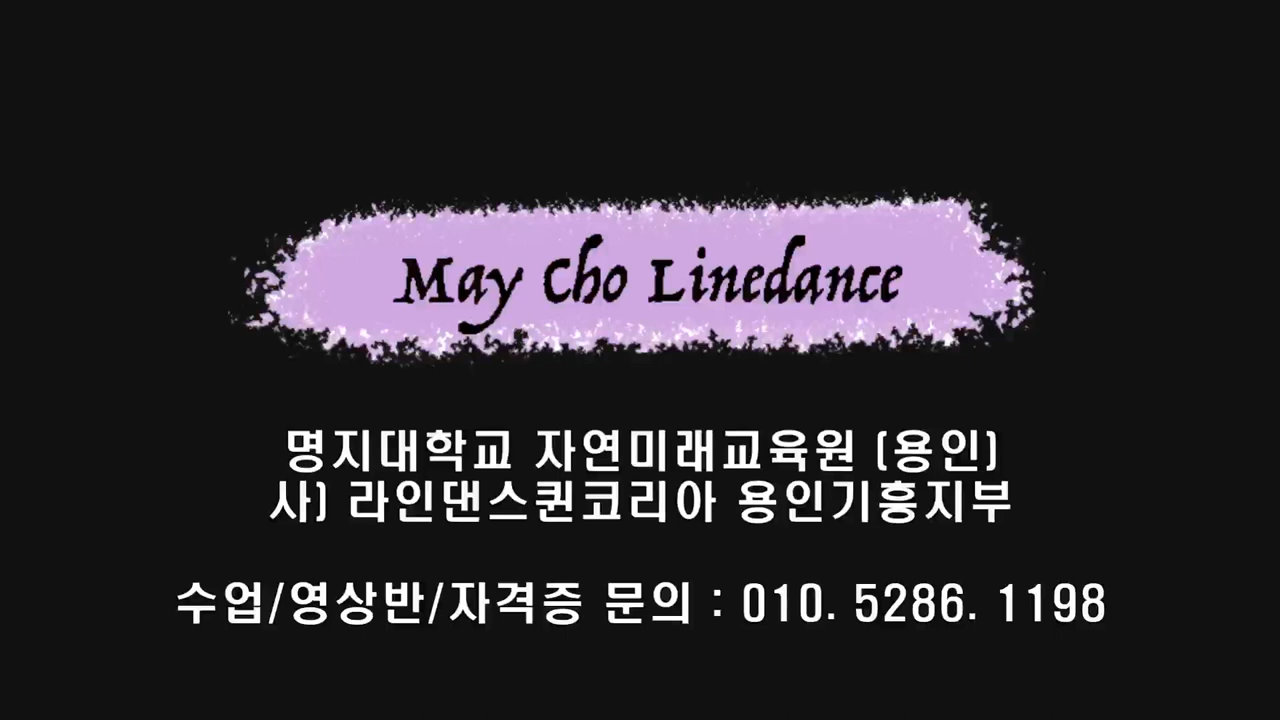 May Cho Linedance
명지대학교 자연미래교육원 (용인)
사) 라인댄스퀸코리아 용인기흥지부
수업/영상반/자격증 문의 : 010. 5286. 1198